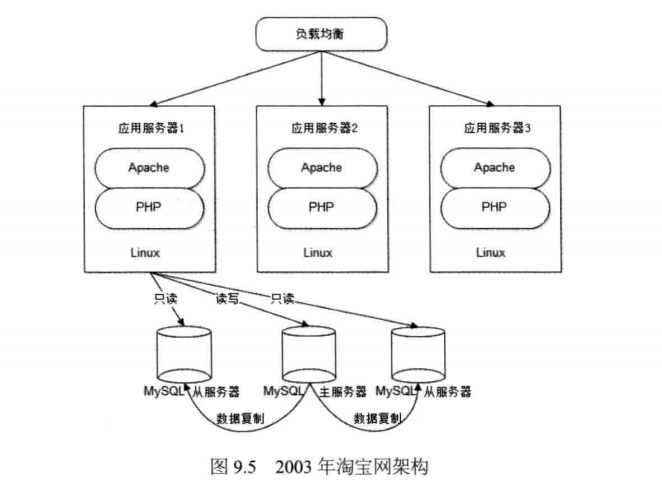 负载均衡
应用服务器1
应用服务器2
应用服务器3
Apache
Apache
Apache
PHP
PHP
PHP
Linux
Linux
Linux
只读
读写
只读
MySQL 从服务器
MySQL 主服务器
MySQL 从服务器
数据复制
数据复制
图 9.5 2003 年淘宝网架构